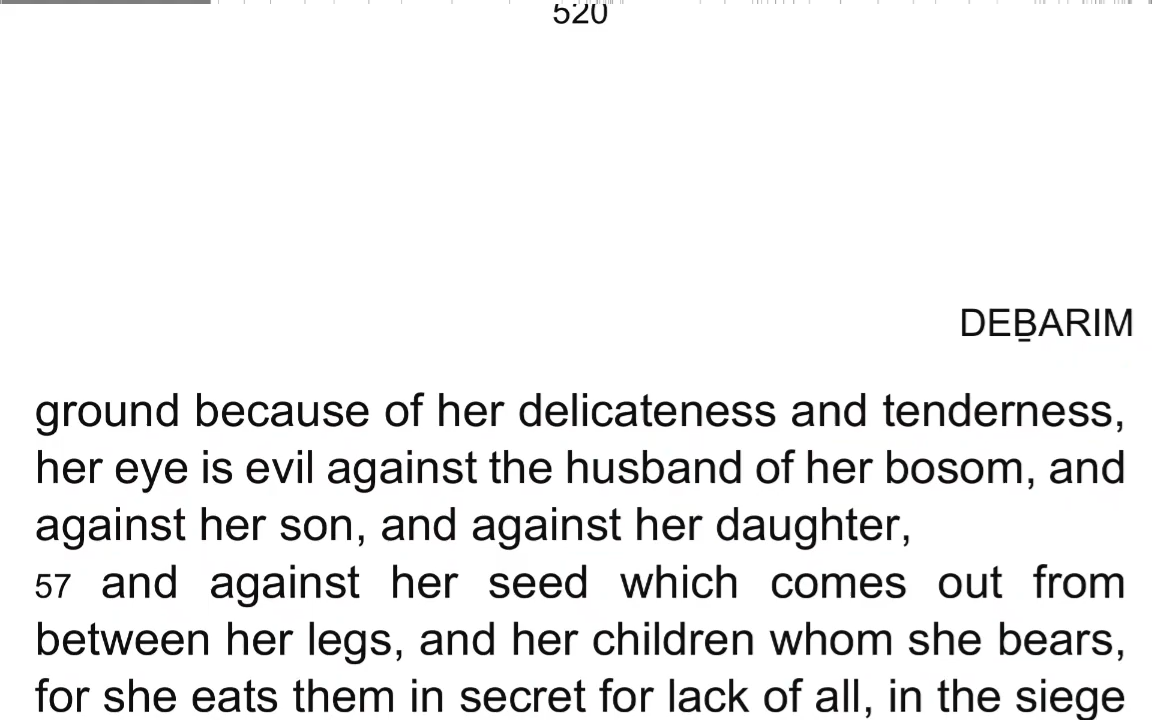 520
DEḆARIM
ground because of her delicateness and tenderness,
her eye is evil against the husband of her bosom, and
against her son, and against her daughter,
57 and against her seed which comes out from
between her legs, and her children whom she bears,
for she eats them in secret for lack of all, in the siege